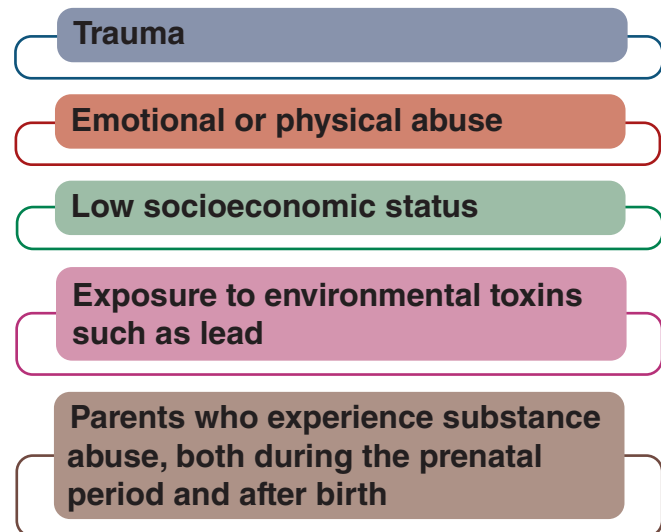 Trauma
Emotional or physical abuse
Low socioeconomic status
Exposure to environmental toxins
such as lead
Parents who experience substance
abuse, both during the prenatal
period and after birth